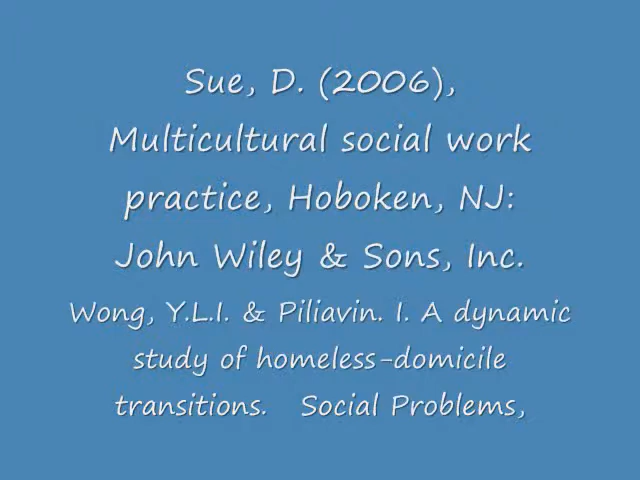 Sue, D. (2006),
Multicultural social work
practice, Hoboken, NJ:
John Wiley & Sons, Inc.
Wong, Y.L.I. & Piliavin. I. A dynamic
study of homeless-domicile
transitions. Social Problems,